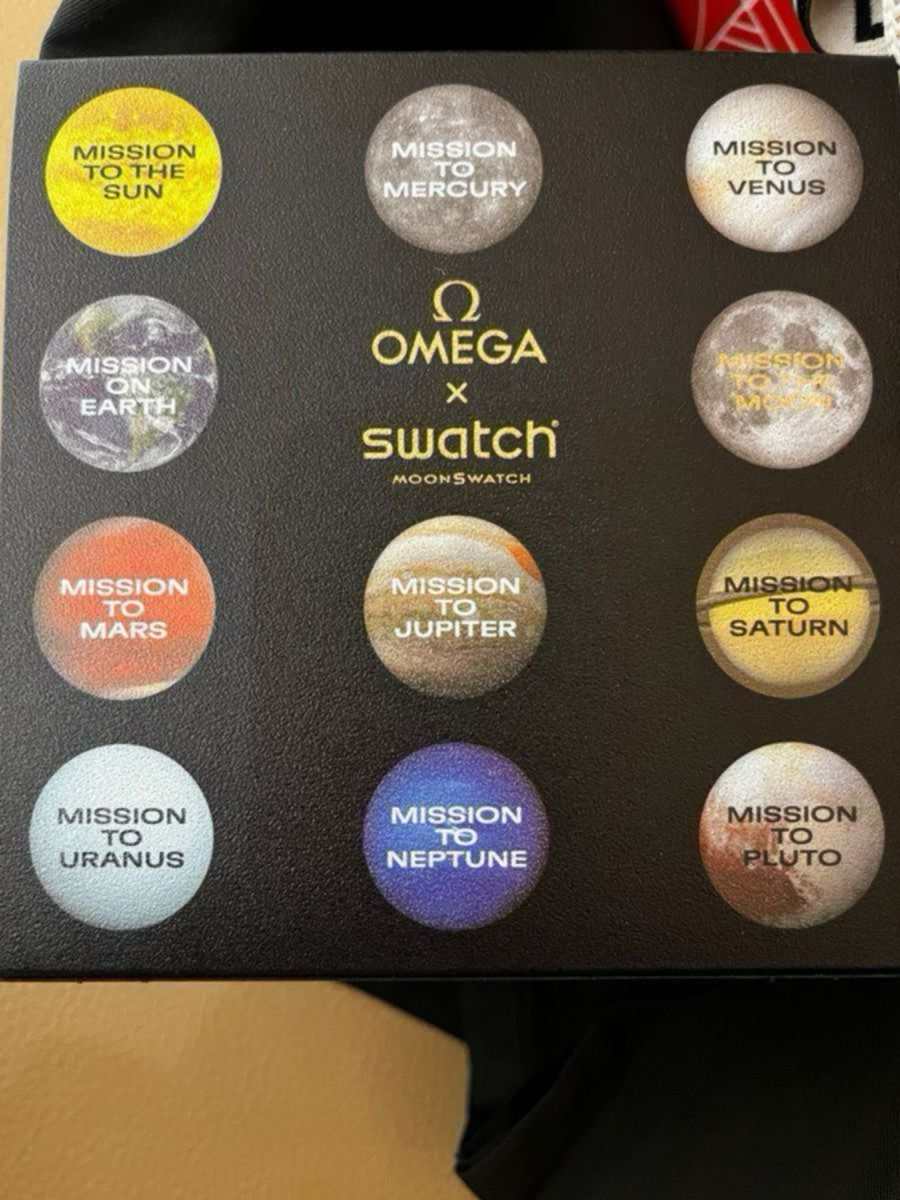 MISSION
TO THE
SUN
MISSION
TO
MERCURY
MISSION
TO
VENUS
MISSION
ON
EARTH
Ω
OMEGA
x
swatch
MOONSWATCH
MISSION
TO THE
MOON
MISSION
TO
MARS
MISSION
TO
JUPITER
MISSION
TO
SATURN
MISSION
TO
URANUS
MISSION
TO
NEPTUNE
MISSION
TO
PLUTO